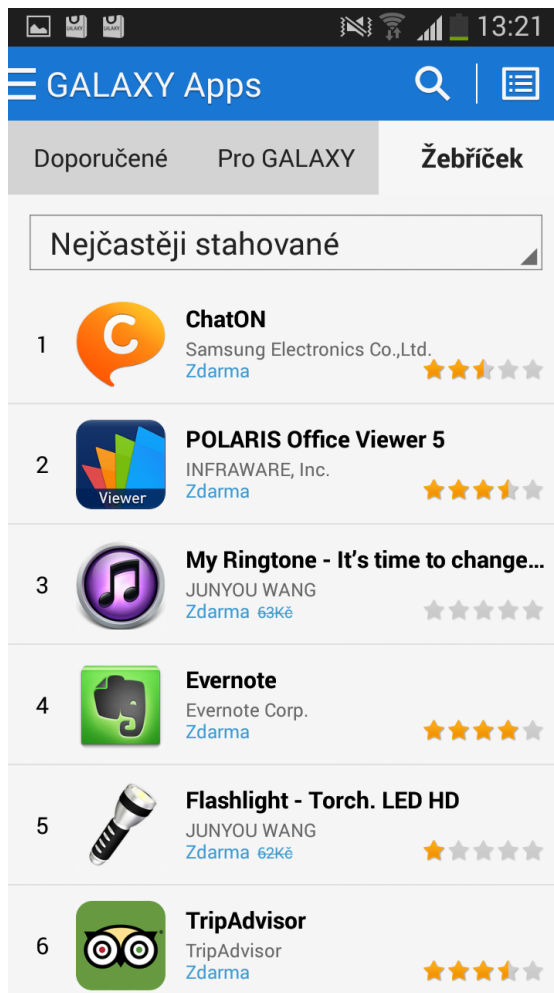 13:21
GALAXY Apps
Doporučené
Pro GALAXY
Žebříček
Nejčastěji stahované
1
ChatON
Samsung Electronics Co.,Ltd.
Zdarma
2
Viewer
POLARIS Office Viewer 5
INFRAWARE, Inc.
Zdarma
3
My Ringtone - It's time to change...
JUNYOU WANG
Zdarma 63Kč
4
Evernote
Evernote Corp.
Zdarma
5
Flashlight - Torch. LED HD
JUNYOU WANG
Zdarma 62Kč
6
TripAdvisor
TripAdvisor
Zdarma